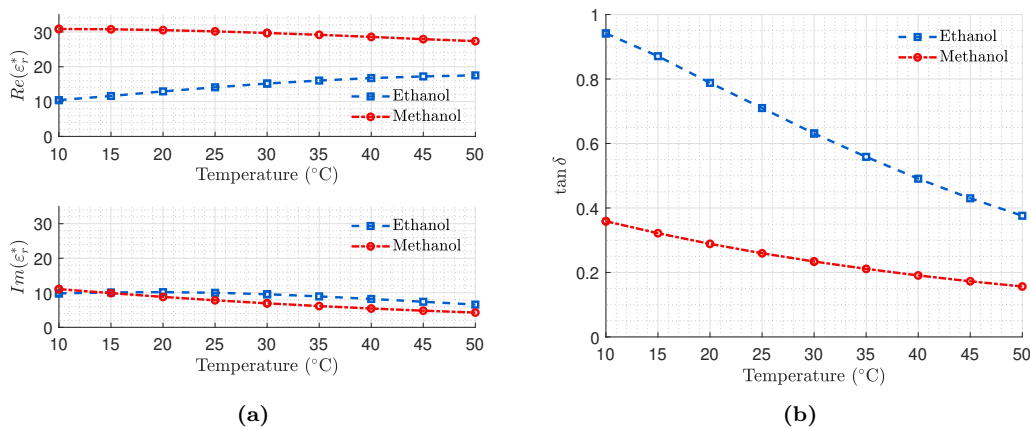 30
20
10
0
Re(ε*r)
Ethanol
Methanol
10 15 20 25 30 35 40 45 50
Temperature (°C)
30
20
10
0
Im(ε*r)
Ethanol
Methanol
10 15 20 25 30 35 40 45 50
Temperature (°C)
(a)
1
0.8
0.6
0.4
0.2
0
tan δ
Ethanol
Methanol
10 15 20 25 30 35 40 45 50
Temperature (°C)
(b)